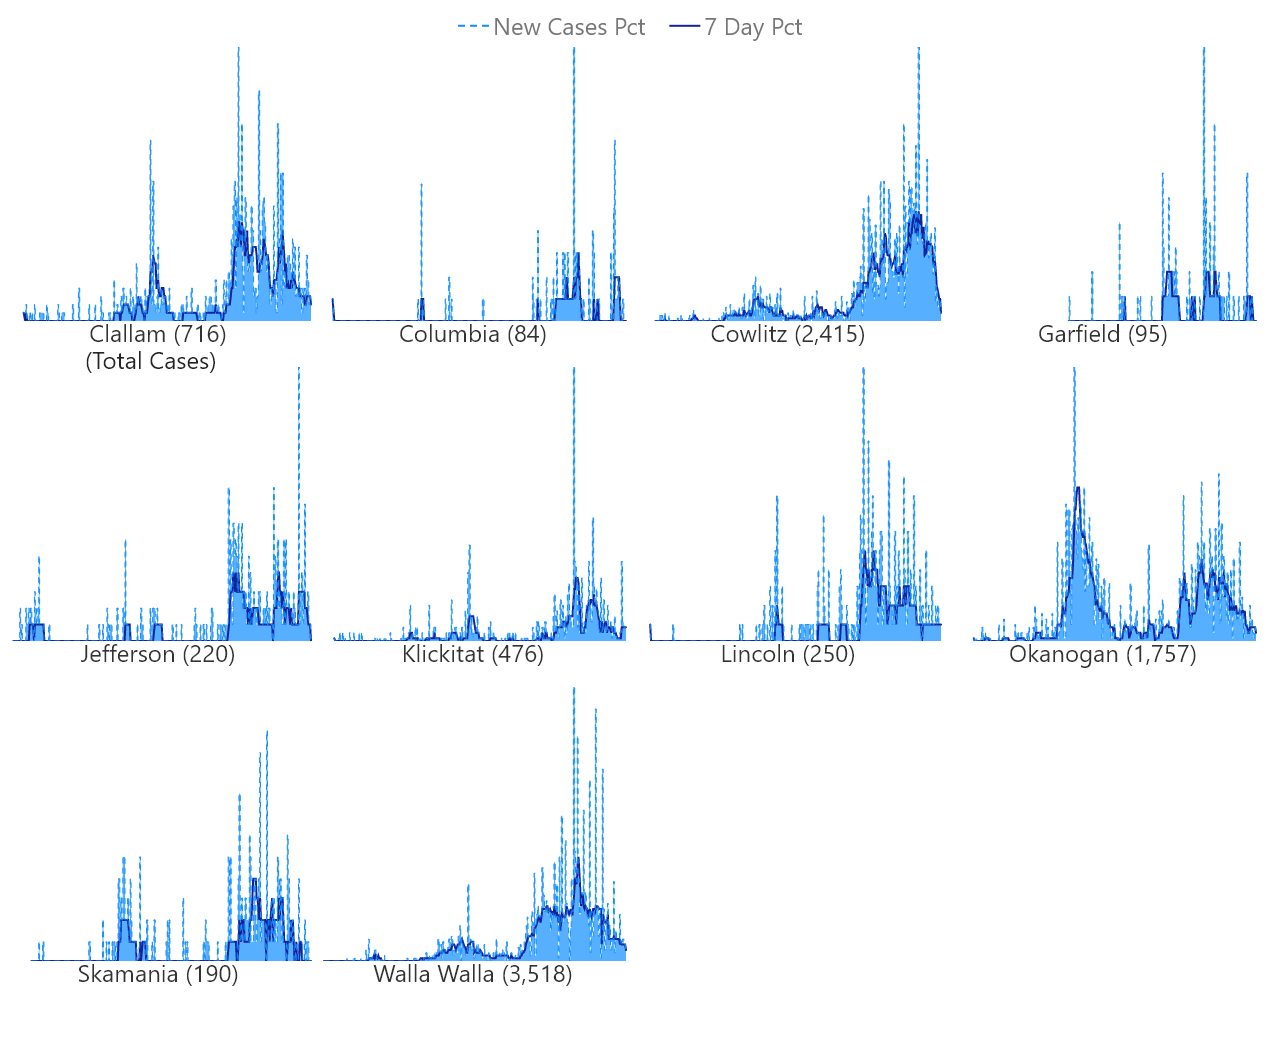 New Cases Pct 7 Day Pct
Clallam (716) Columbia (84) Cowlitz (2,415) Garfield (95)
(Total Cases)
Jefferson (220) Klickitat (476) Lincoln (250) Okanogan (1,757)
Skamania (190) Walla Walla (3,518)